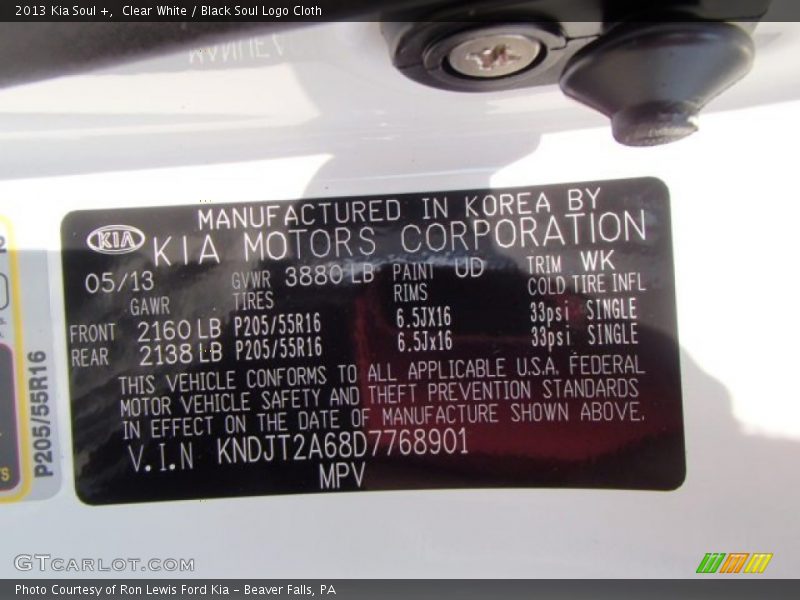 2013 Kia Soul +,  Clear White / Black Soul Logo Cloth
MANUFACTURED IN KOREA BY
KIA KIA MOTORS CORPORATION
05/13 GVWR 3880 LB PAINT UD TRIM WK
GAWR TIRES RIMS COLD TIRE INFL
FRONT 2160 LB P205/55R16 6.5JX16 33psi SINGLE
REAR 2138 LB P205/55R16 6.5Jx16 33psi SINGLE
THIS VEHICLE CONFORMS TO ALL APPLICABLE U.S.A. FEDERAL
MOTOR VEHICLE SAFETY AND THEFT PREVENTION STANDARDS
IN EFFECT ON THE DATE OF MANUFACTURE SHOWN ABOVE.
V.I.N KNDJT2A68D7768901
MPV
P205/55R16
GTCARLOT.COM
Photo Courtesy of Ron Lewis Ford Kia - Beaver Falls, PA